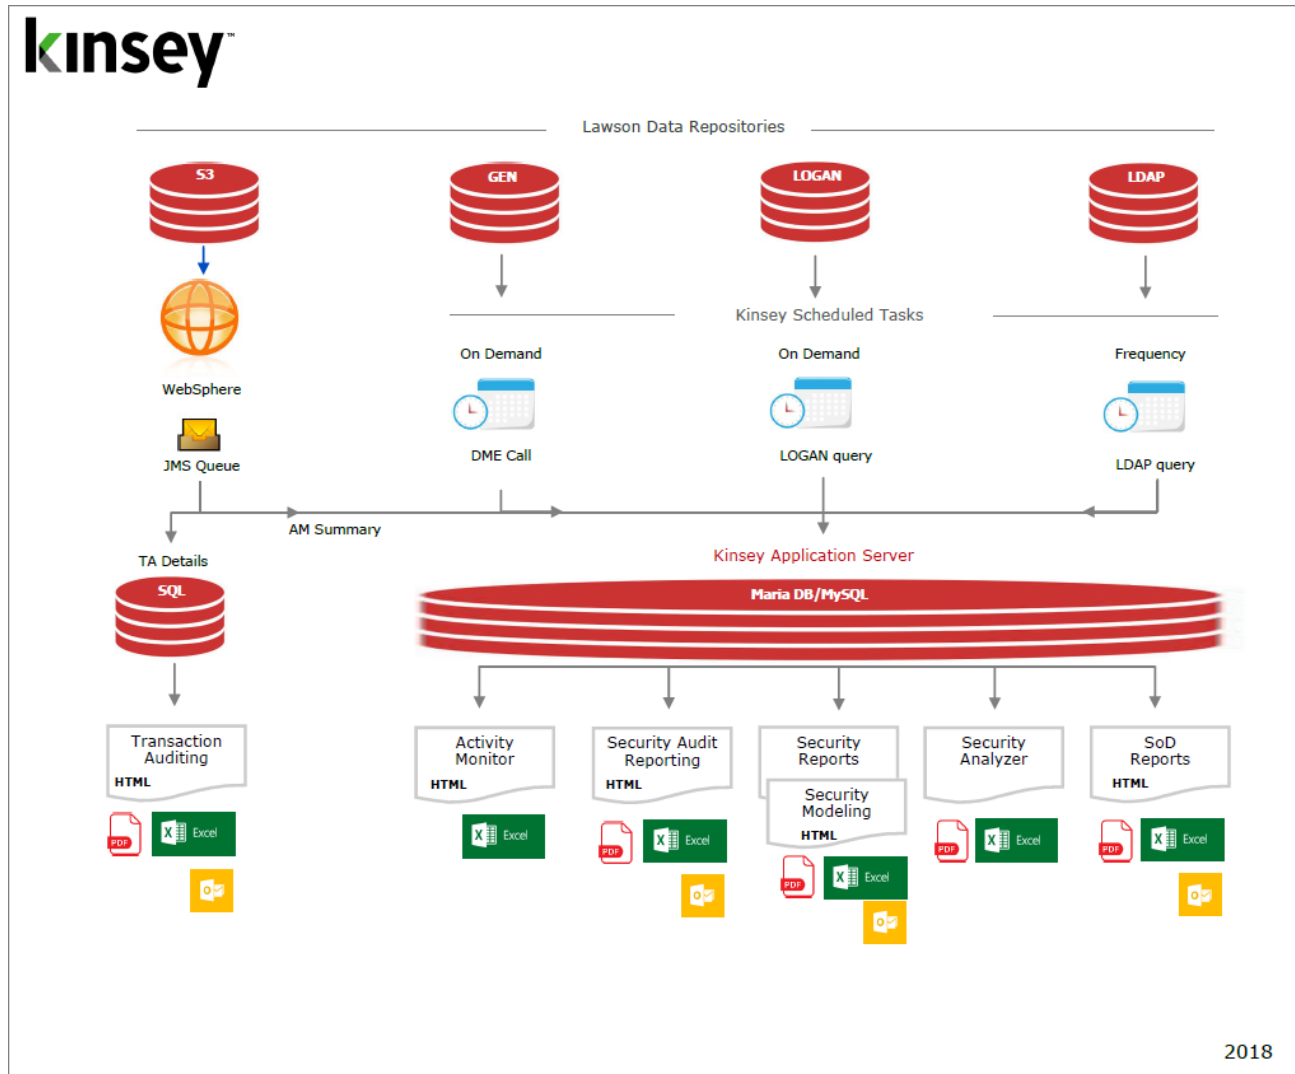 kinsey™
Lawson Data Repositories
S3
GEN
LOGAN
LDAP
Kinsey Scheduled Tasks
On Demand
On Demand
Frequency
WebSphere
JMS Queue
DME Call
LOGAN query
LDAP query
AM Summary
TA Details
Kinsey Application Server
SQL
Maria DB/MySQL
Transaction
Auditing
HTML
Activity
Monitor
HTML
Security Audit
Reporting
HTML
Security
Reports
Security
Modeling
HTML
Security
Analyzer
SoD
Reports
HTML
PDF
X Excel
X Excel
PDF
X Excel
PDF
X Excel
PDF
X Excel
PDF
X Excel
O
O
O
O
2018